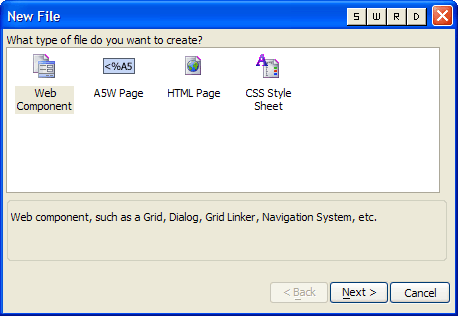 New File
S W R D
What type of file do you want to create?
<%A5
A
Web Component
A5W Page
HTML Page
CSS Style Sheet
Web component, such as a Grid, Dialog, Grid Linker, Navigation System, etc.
< Back
Next >
Cancel